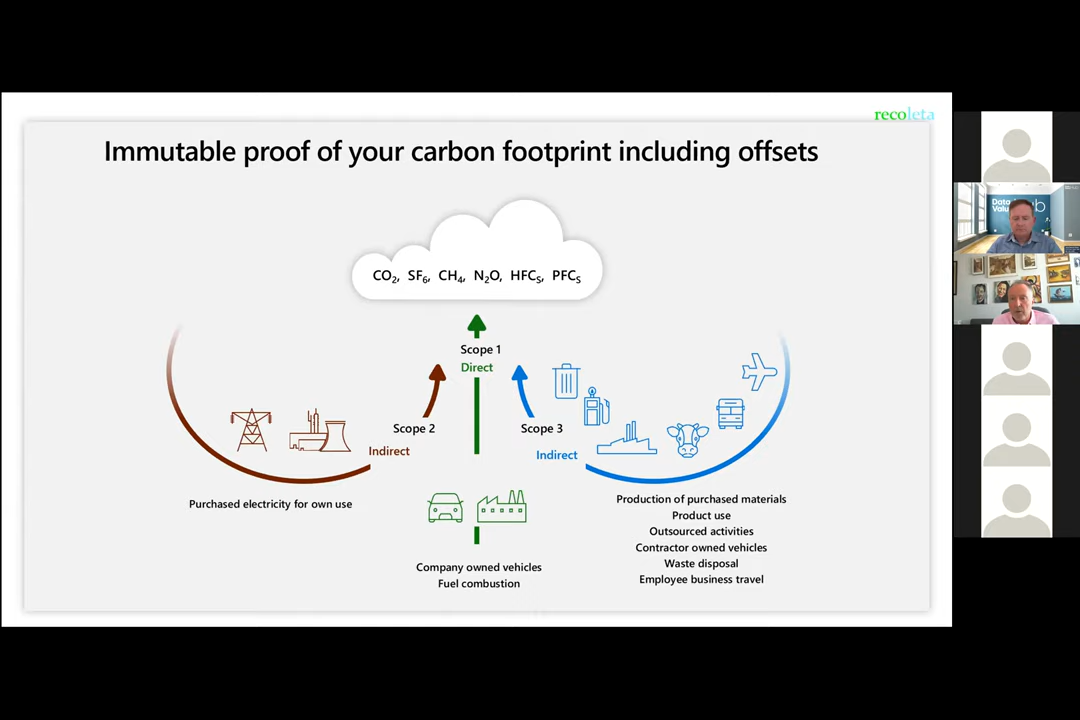 recoleta
Immutable proof of your carbon footprint including offsets
CO₂, SF₆, CH₄, N₂O, HFCₛ, PFCₛ
Scope 1
Direct
Scope 2
Indirect
Scope 3
Indirect
Purchased electricity for own use
Company owned vehicles
Fuel combustion
Production of purchased materials
Product use
Outsourced activities
Contractor owned vehicles
Waste disposal
Employee business travel
Data